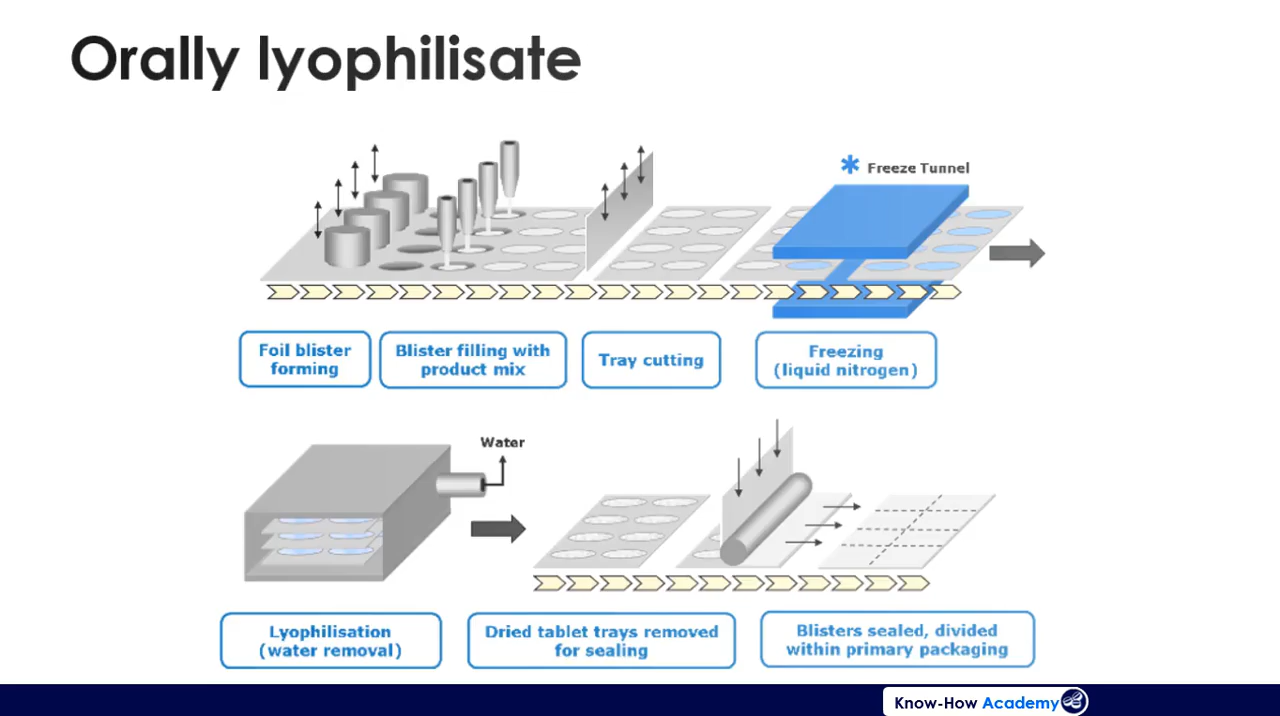 Orally lyophilisate
Freeze Tunnel
Foil blister
forming
Blister filling with
product mix
Tray cutting
Freezing
(liquid nitrogen)
Water
Lyophilisation
(water removal)
Dried tablet trays removed
for sealing
Blisters sealed, divided
within primary packaging
Know-How Academy